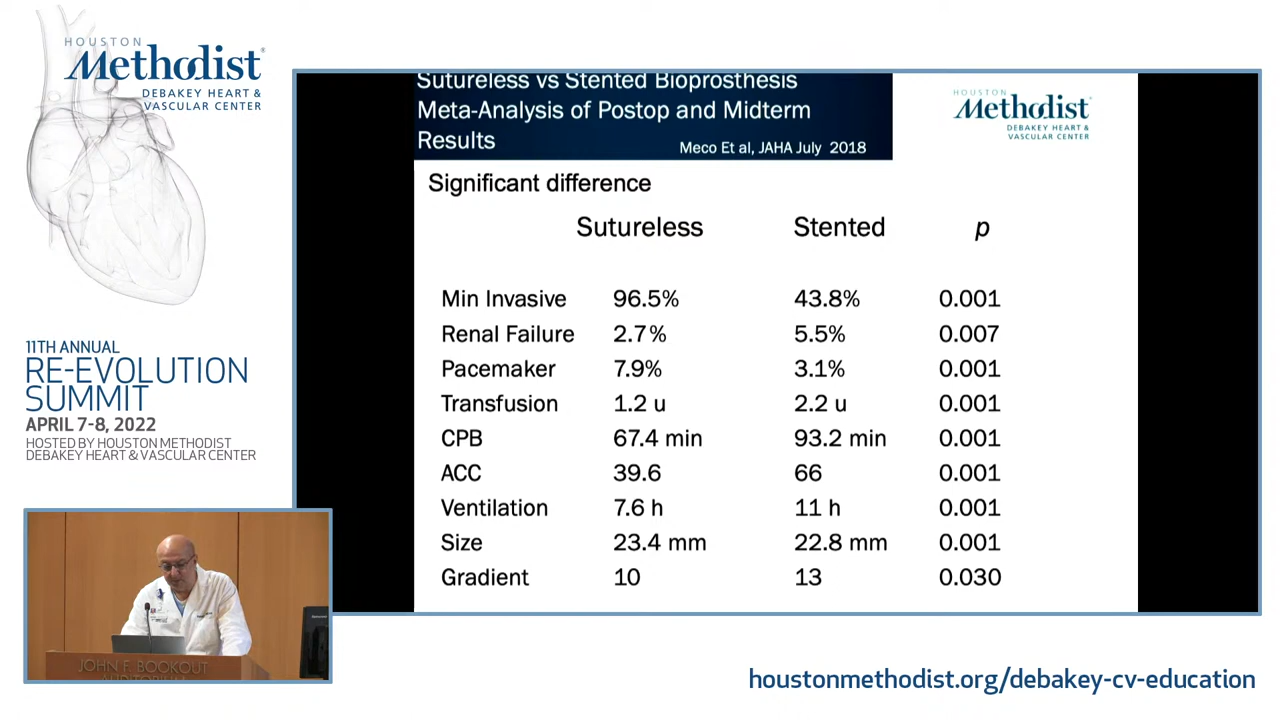 HOUSTON
Methodist®
DEBAKEY HEART &
VASCULAR CENTER
11TH ANNUAL
RE-EVOLUTION
SUMMIT
APRIL 7-8, 2022
HOSTED BY HOUSTON METHODIST
DEBAKEY HEART & VASCULAR CENTER
Sutureless vs Stented Bioprosthesis
Meta-Analysis of Postop and Midterm
Results
Meco Et al, JAHA July 2018
HOUSTON
Methodist
DEBAKEY HEART &
VASCULAR CENTER
Significant difference
Sutureless Stented p
Min Invasive 96.5% 43.8% 0.001
Renal Failure 2.7% 5.5% 0.007
Pacemaker 7.9% 3.1% 0.001
Transfusion 1.2 u 2.2 u 0.001
CPB 67.4 min 93.2 min 0.001
ACC 39.6 66 0.001
Ventilation 7.6 h 11 h 0.001
Size 23.4 mm 22.8 mm 0.001
Gradient 10 13 0.030
JOHN F. BOOKOUT
AUDITORIUM
houstonmethodist.org/debakey-cv-education